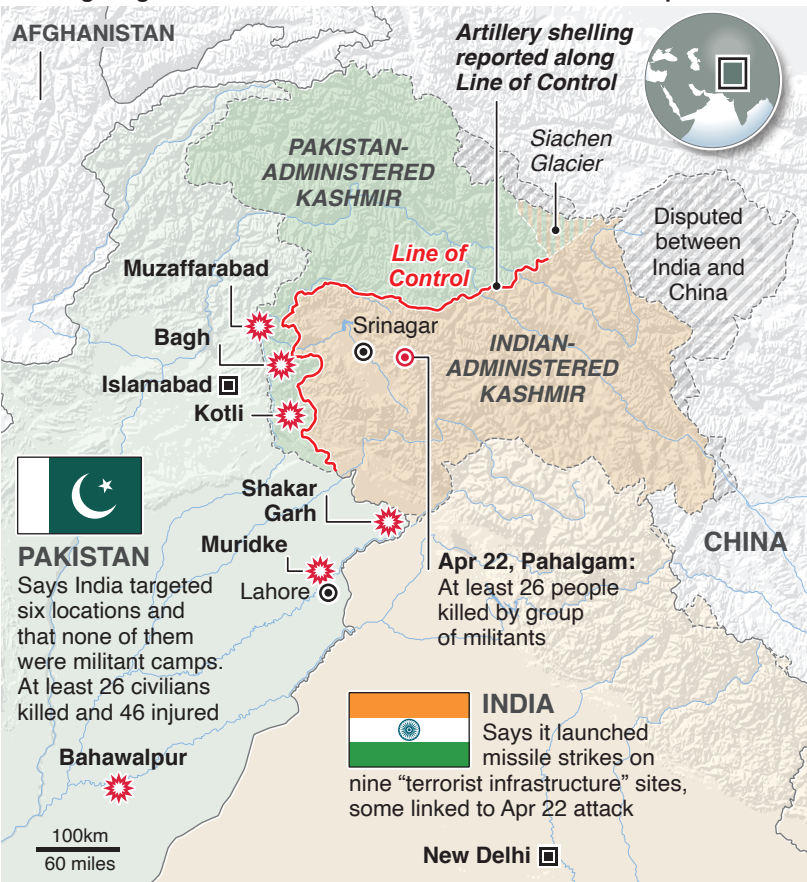 AFGHANISTAN
Artillery shelling
reported along
Line of Control
PAKISTAN-
ADMINISTERED
KASHMIR
Siachen
Glacier
Disputed
between
India and
China
Line of
Control
Muzaffarabad
Bagh
Srinagar
INDIAN-
ADMINISTERED
KASHMIR
Islamabad
Kotli
Shakar
Garh
Muridke
Lahore
CHINA
Apr 22, Pahalgam:
At least 26 people
killed by group
of militants
PAKISTAN
Says India targeted
six locations and
that none of them
were militant camps.
At least 26 civilians
killed and 46 injured
INDIA
Says it launched
missile strikes on
nine “terrorist infrastructure” sites,
some linked to Apr 22 attack
Bahawalpur
100km
60 miles
New Delhi